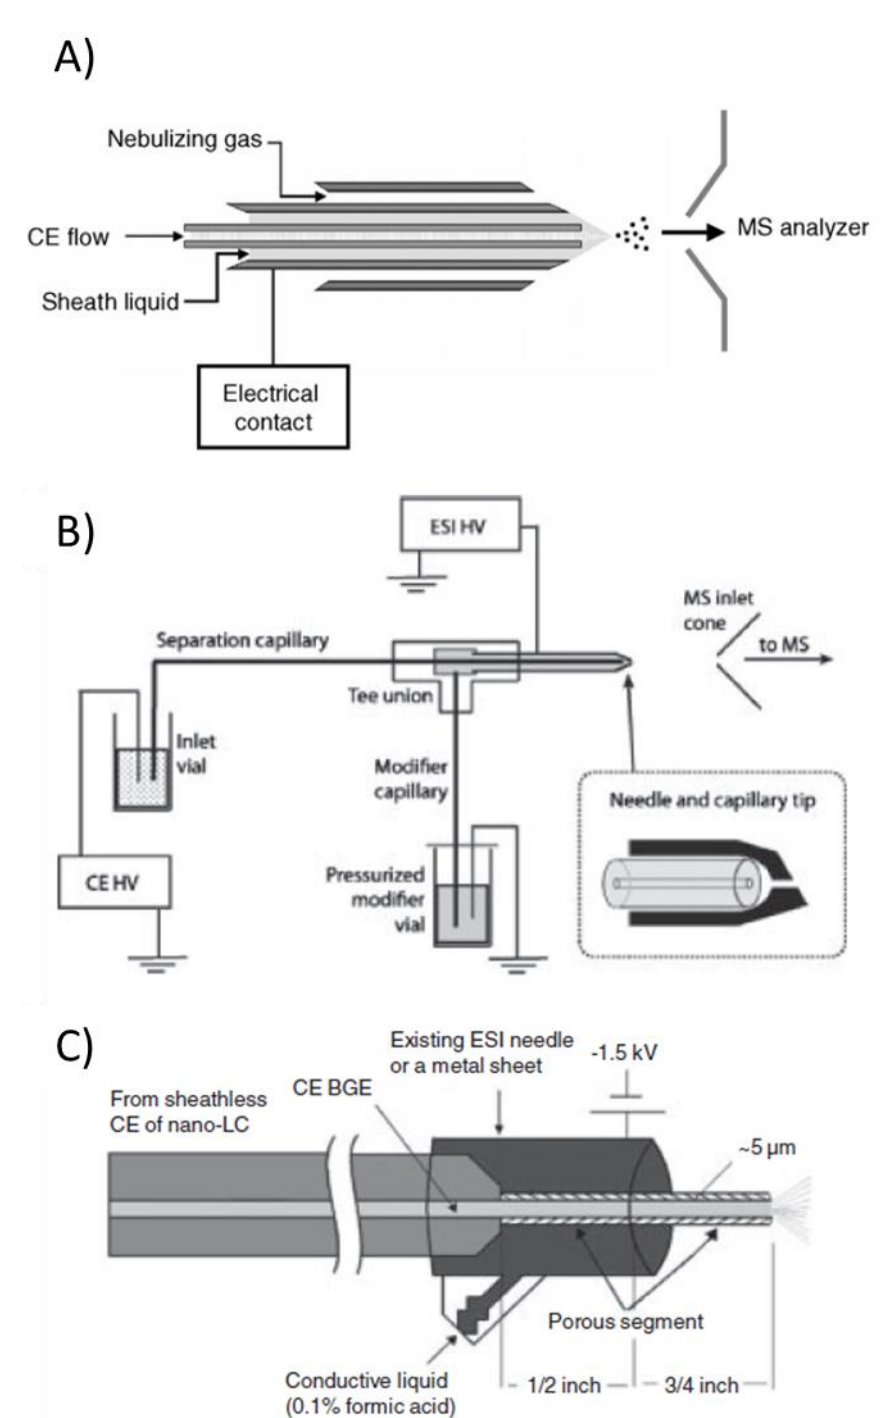 A)
Nebulizing gas
CE flow
MS analyzer
Sheath liquid
Electrical
contact
B)
ESI HV
MS inlet
cone
Separation capillary
to MS
Tee union
Inlet
vial
Modifier
capillary
Needle and capillary tip
CE HV
Pressurized
modifier
vial
C)
Existing ESI needle
or a metal sheet
-1.5 kV
CE BGE
From sheathless
CE of nano-LC
~5 µm
Porous segment
Conductive liquid
(0.1% formic acid)
1/2 inch
3/4 inch